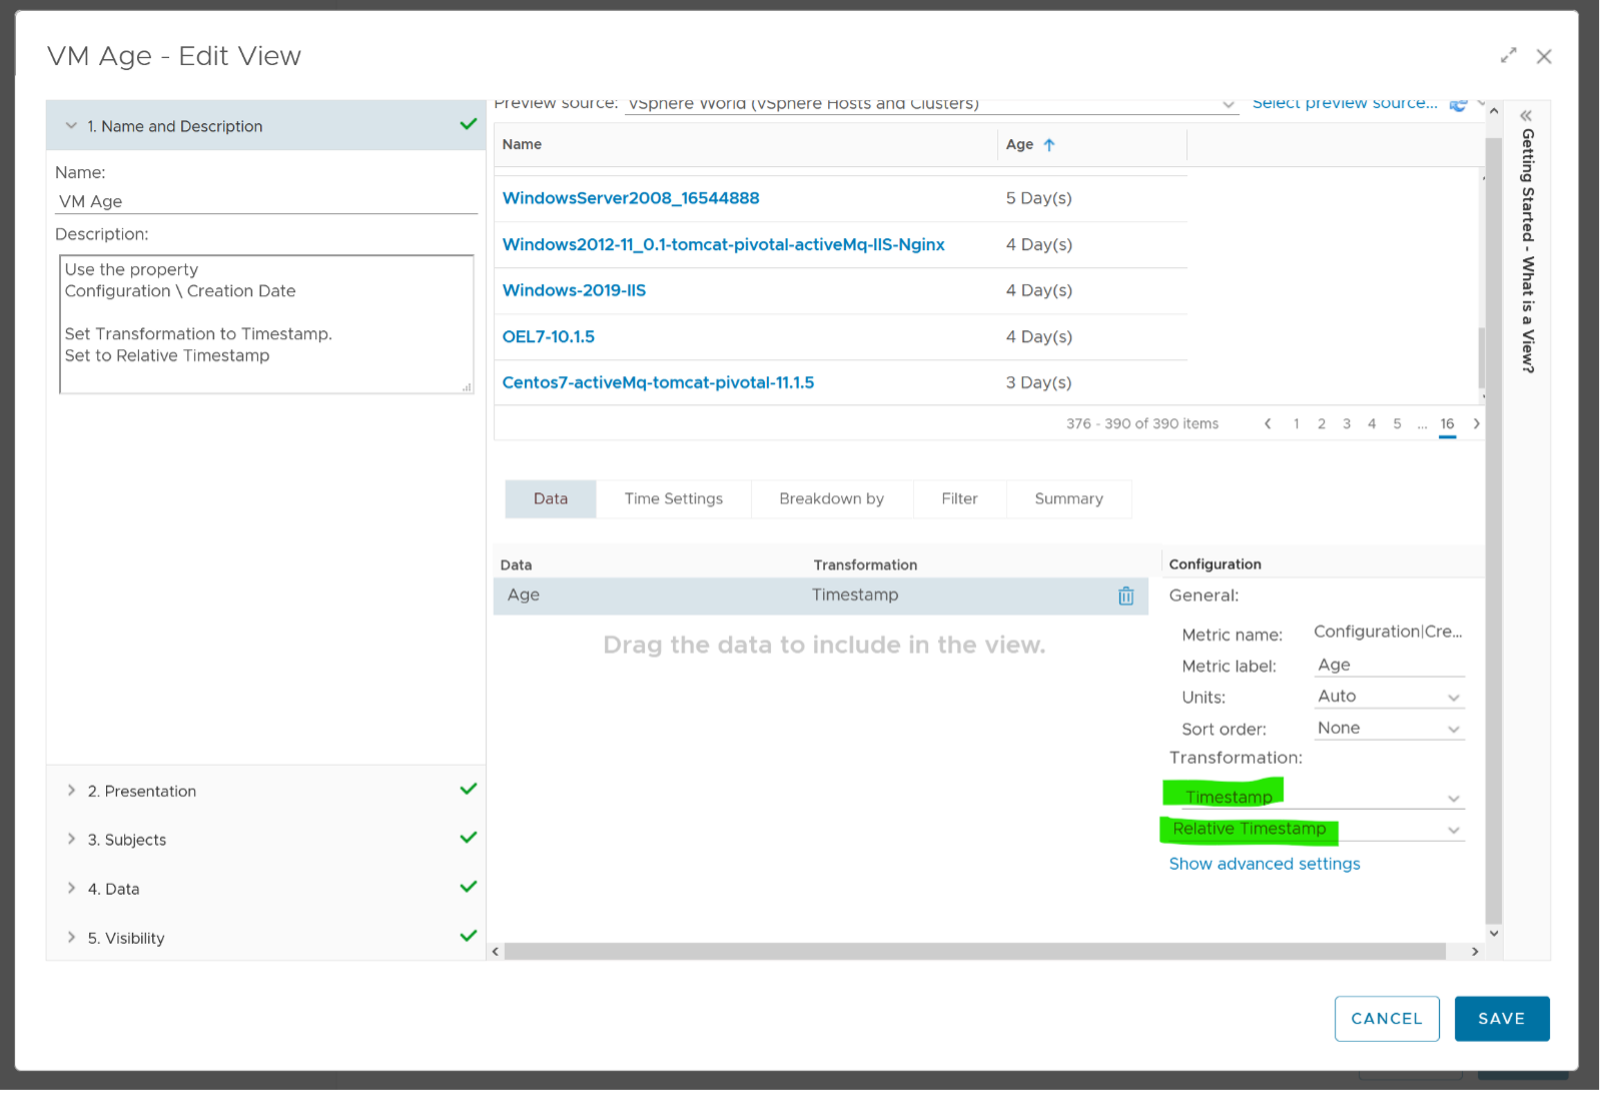 VM Age - Edit View
1. Name and Description
Name:
VM Age
Description:
Use the property
Configuration \ Creation Date
Set Transformation to Timestamp.
Set to Relative Timestamp
2. Presentation
3. Subjects
4. Data
5. Visibility
Preview source: vSphere World (vSphere Hosts and Clusters) Select preview source...
Name Age
WindowsServer2008_16544888 5 Day(s)
Windows2012-11_0.1-tomcat-pivotal-activeMq-IIS-Nginx 4 Day(s)
Windows-2019-IIS 4 Day(s)
OEL7-10.1.5 4 Day(s)
Centos7-activeMq-tomcat-pivotal-11.1.5 3 Day(s)
376 - 390 of 390 items 1 2 3 4 5 ... 16
Data Time Settings Breakdown by Filter Summary
Data Transformation
Age Timestamp
Drag the data to include in the view.
Configuration
General:
Metric name: Configuration|Cre...
Metric label: Age
Units: Auto
Sort order: None
Transformation:
Timestamp
Relative Timestamp
Show advanced settings
Getting Started - What is a View?
CANCEL SAVE